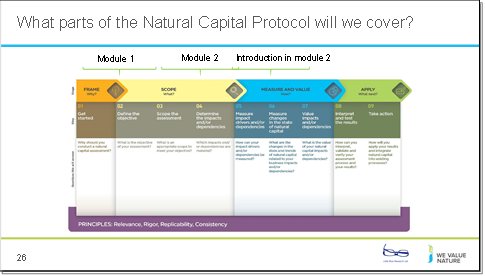 What parts of the Natural Capital Protocol will we cover?
Module 1
Module 2
Introduction in module 2
FRAME
Why?
SCOPE
What?
MEASURE AND VALUE
How?
APPLY
What next?
01
Get
started
02
Define the
objective
03
Scope the
assessment
04
Determine
the impacts
and/or
dependencies
05
Measure
impact
drivers and/or
dependencies
06
Measure
changes
in the state
of natural
capital
07
Value
impacts
and/or
dependencies
08
Interpret
and test
the results
09
Take action
Why should you
conduct a natural
capital assessment?
What is the objective
of your assessment?
What is an
appropriate scope to
meet your objective?
Which impacts and/
or dependencies are
material?
How can your
impact drivers
and/or
dependencies be
measured?
What are the
changes in the
state and trends
of natural capital
related to your
business impacts
and/or
dependencies?
What is the value
of your natural
capital impacts
and/or
dependencies?
How can you
interpret,
validate and
verify your
assessment
process and
results?
How will you
apply your
results and
integrate natural
capital into
existing
processes?
PRINCIPLES: Relevance, Rigor, Replicability, Consistency
26
WE VALUE
NATURE